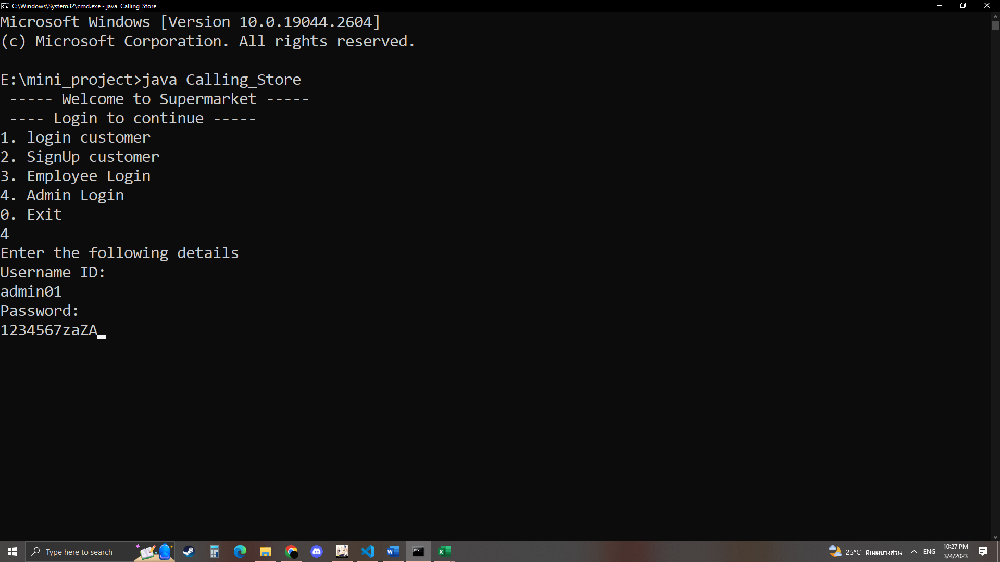 C:\Windows\System32\cmd.exe - java  Calling_Store
Microsoft Windows [Version 10.0.19044.2604]
(c) Microsoft Corporation. All rights reserved.
E:\mini_project>java Calling_Store
 ----- Welcome to Supermarket -----
 ---- Login to continue -----
1. login customer
2. SignUp customer
3. Employee Login
4. Admin Login
0. Exit
4
Enter the following details
Username ID:
admin01
Password:
1234567zaZA
Type here to search
25°C มีเมฆบางส่วน
ENG
10:27 PM
3/4/2023